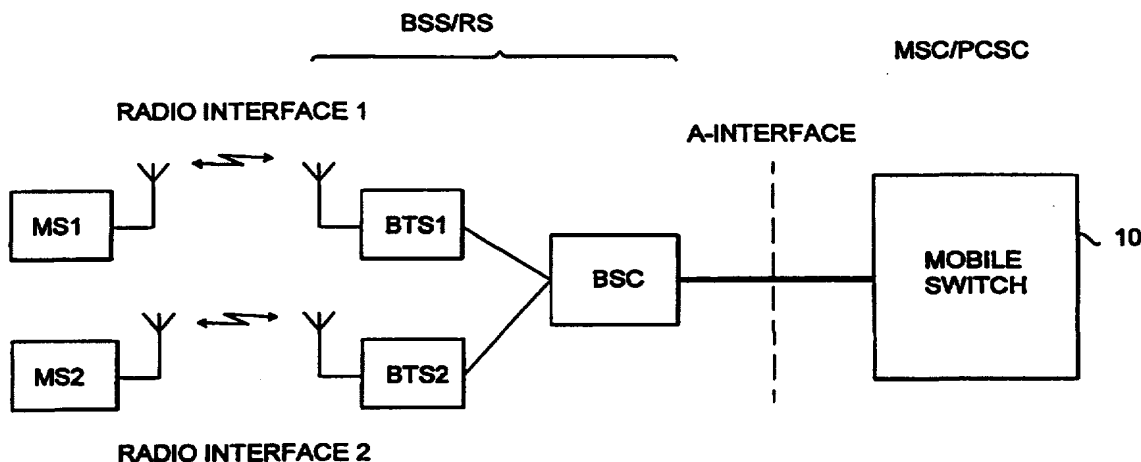 BSS/RS
MSC/PCSC
RADIO INTERFACE 1
A-INTERFACE
MS1
BTS1
BSC
MOBILE
SWITCH
10
MS2
BTS2
RADIO INTERFACE 2